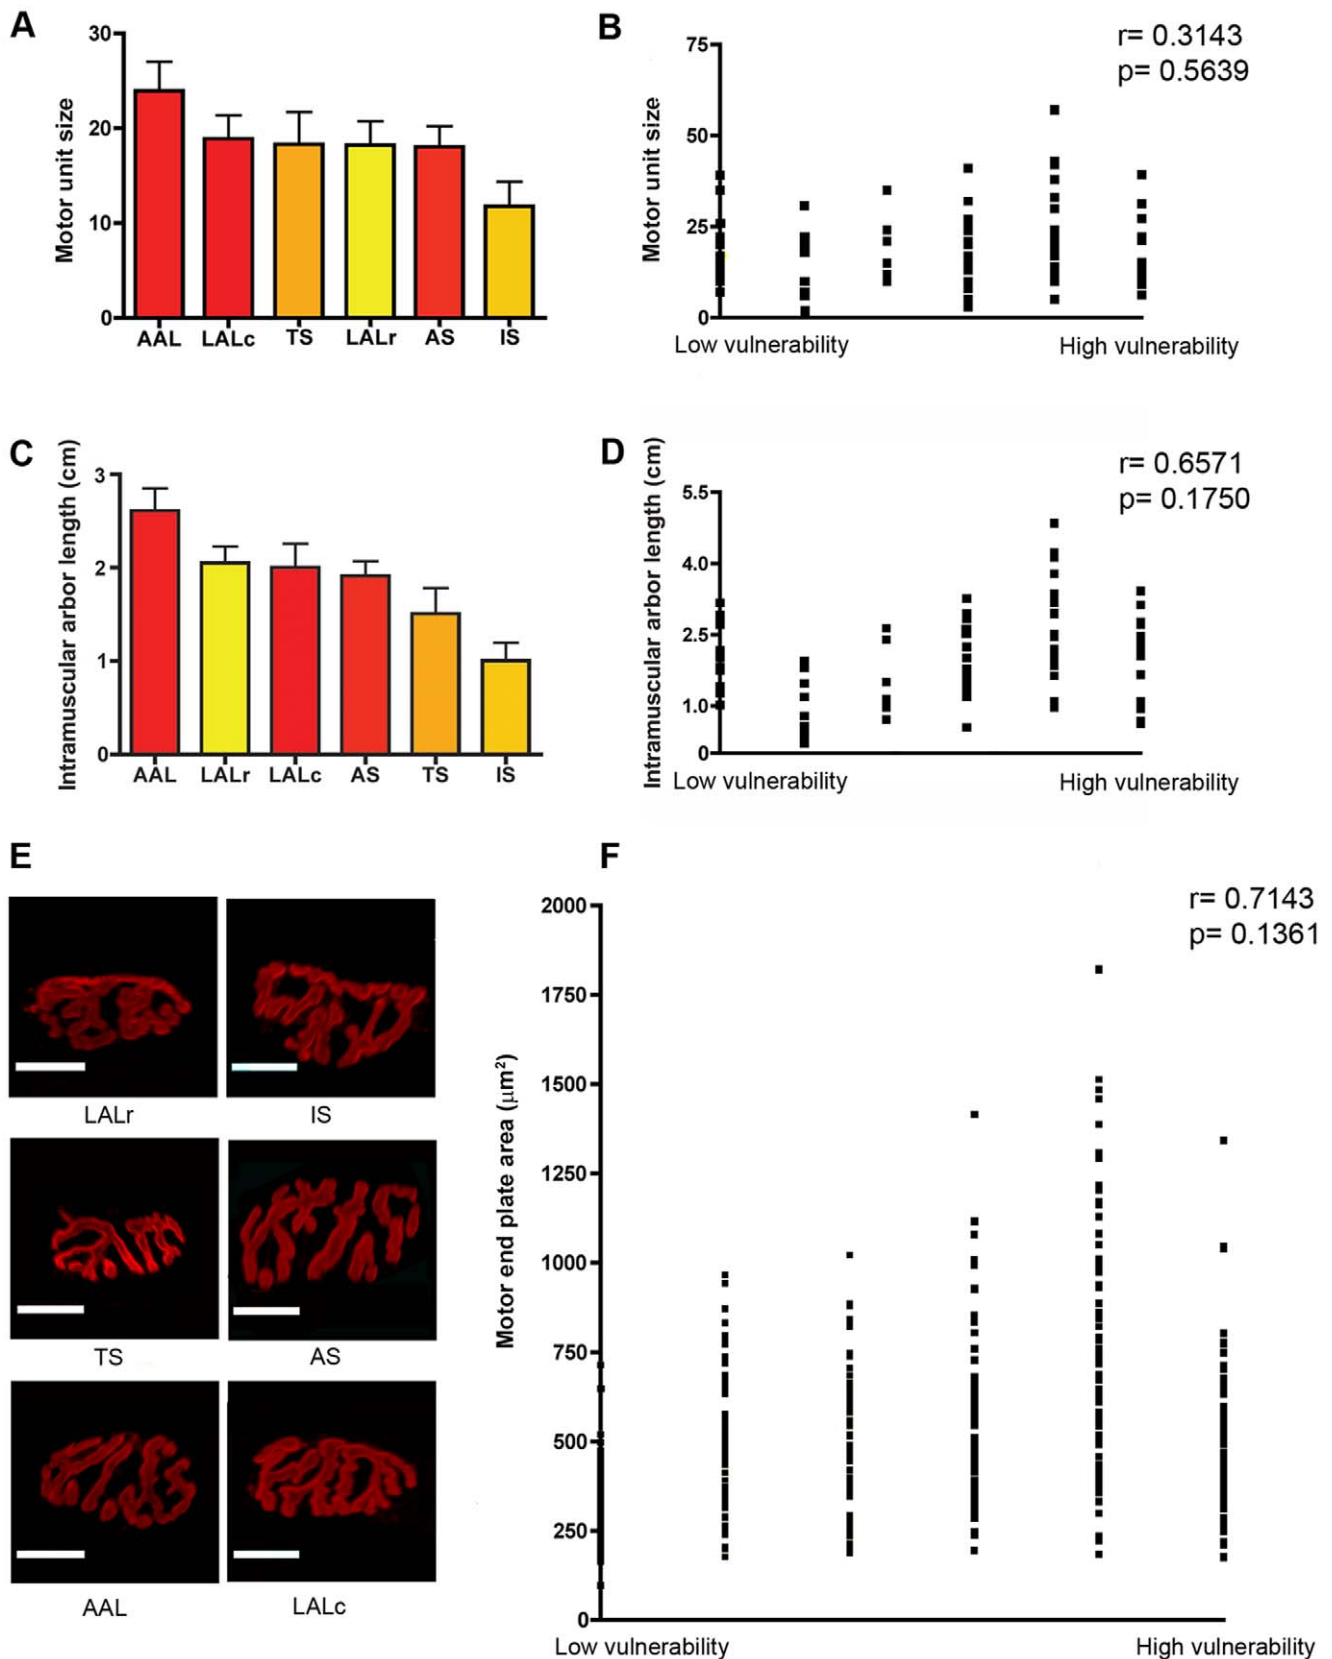 A
Motor unit size
30
20
10
0
AAL LALc TS LALr AS IS
B
r= 0.3143
p= 0.5639
Motor unit size
75
50
25
0
Low vulnerability High vulnerability
C
Intramuscular arbor length (cm)
3
2
1
0
AAL LALr LALc AS TS IS
D
r= 0.6571
p= 0.1750
Intramuscular arbor length (cm)
5.5
4.0
2.5
1.0
0
Low vulnerability High vulnerability
E
LALr IS
TS AS
AAL LALc
F
r= 0.7143
p= 0.1361
Motor end plate area (μm²)
2000
1750
1500
1250
1000
750
500
250
0
Low vulnerability High vulnerability